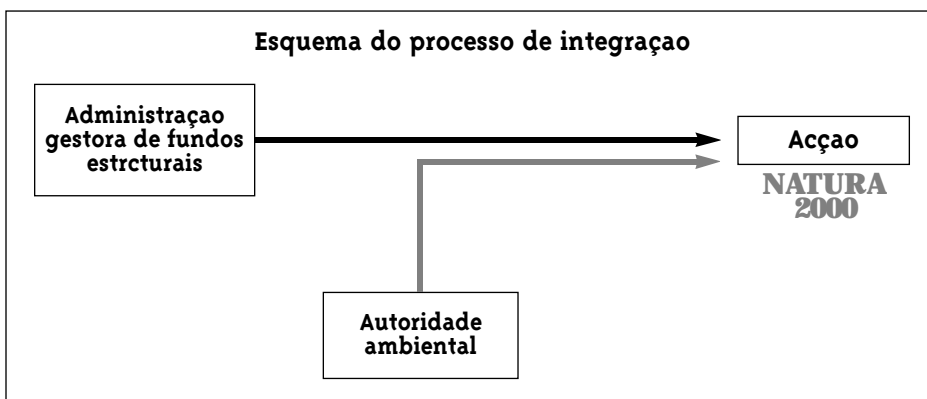 Esquema do processo de integraçao
Administraçao
gestora de fundos
estrcturais
Acçao
NATURA
2000
Autoridade
ambiental